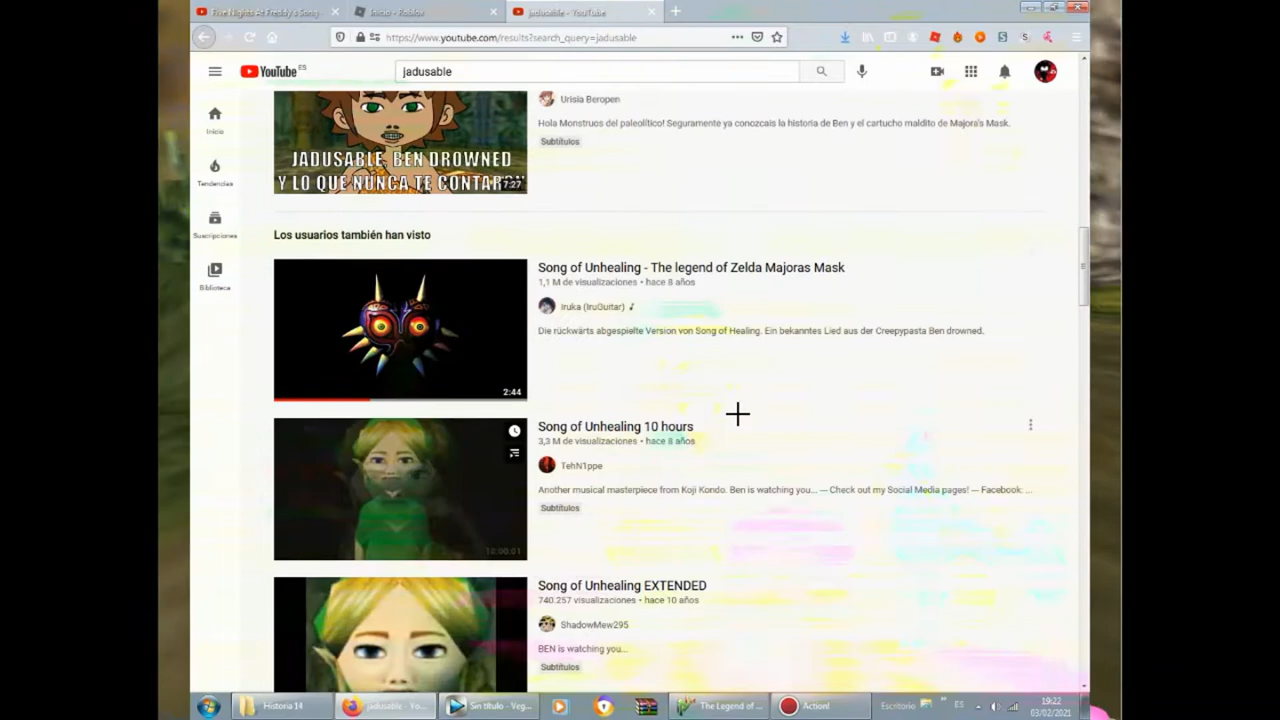 Five Nights At Freddy's Song
Inicio - Roblox
jadusable - YouTube
https://www.youtube.com/results?search_query=jadusable
YouTube ES
jadusable
Inicio
Tendencias
Suscripciones
Biblioteca
JADUSABLE, BEN DROWNED
Y LO QUE NUNCA TE CONTARON
7:27
Urisia Beropen
Hola Monstruos del paleolítico! Seguramente ya conozcais la historia de Ben y el cartucho maldito de Majora's Mask.
Subtítulos
Los usuarios también han visto
2:44
Song of Unhealing - The legend of Zelda Majoras Mask
1,1 M de visualizaciones • hace 8 años
Iruka (IruGuitar) ♪
Die rückwärts abgespielte Version von Song of Healing. Ein bekanntes Lied aus der Creepypasta Ben drowned.
10:00:01
Song of Unhealing 10 hours
3,3 M de visualizaciones • hace 8 años
TehN1ppe
Another musical masterpiece from Koji Kondo. Ben is watching you... — Check out my Social Media pages! — Facebook: ...
Subtítulos
Song of Unhealing EXTENDED
740.257 visualizaciones • hace 10 años
ShadowMew295
BEN is watching you...
Subtítulos
Historia 14
jadusable - Yo...
Sin título - Veg...
The Legend of ...
Action!
Escritorio
ES
19:22
03/02/2021